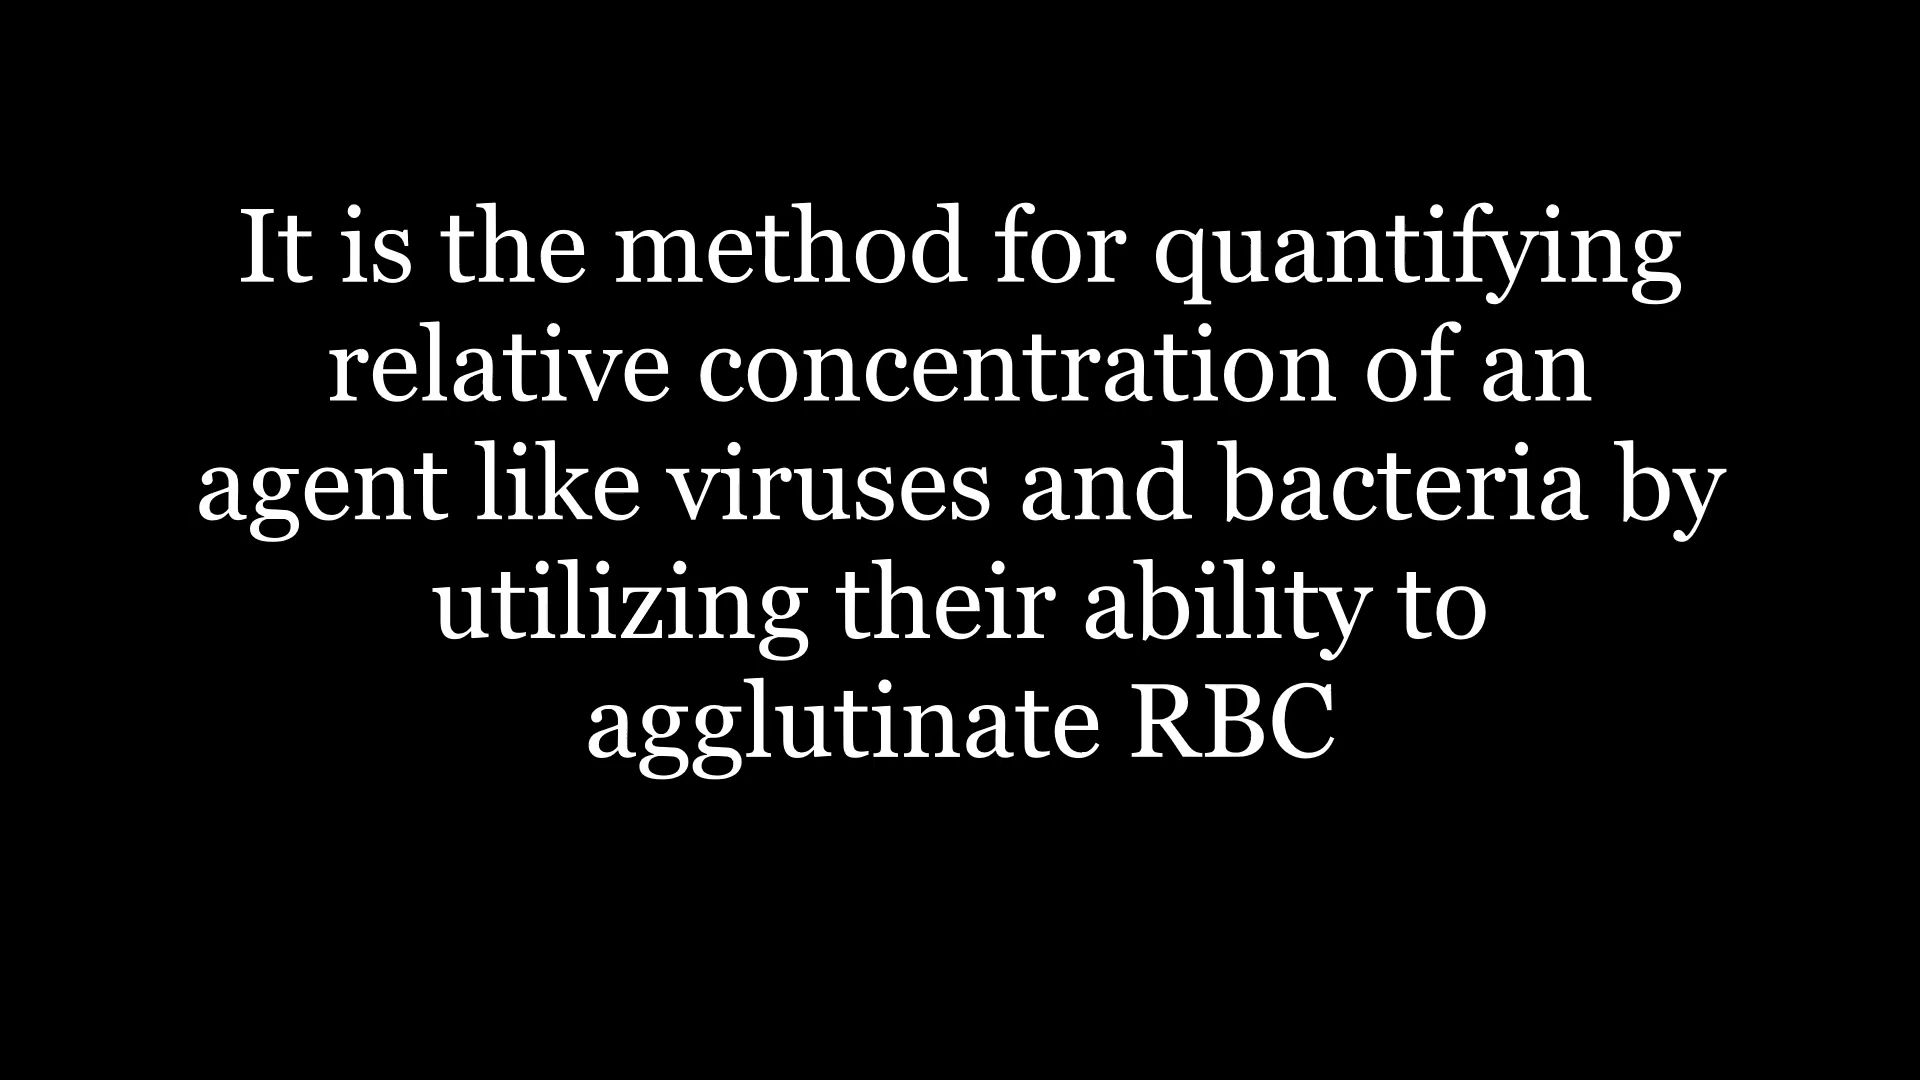 It is the method for quantifying
relative concentration of an
agent like viruses and bacteria by
utilizing their ability to
agglutinate RBC